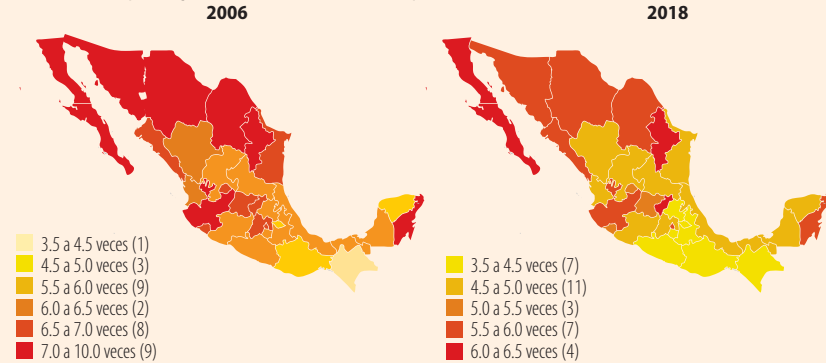 2006
2018
3.5 a 4.5 veces (1)
4.5 a 5.0 veces (3)
5.5 a 6.0 veces (9)
6.0 a 6.5 veces (2)
6.5 a 7.0 veces (8)
7.0 a 10.0 veces (9)
3.5 a 4.5 veces (7)
4.5 a 5.0 veces (11)
5.0 a 5.5 veces (3)
5.5 a 6.0 veces (7)
6.0 a 6.5 veces (4)